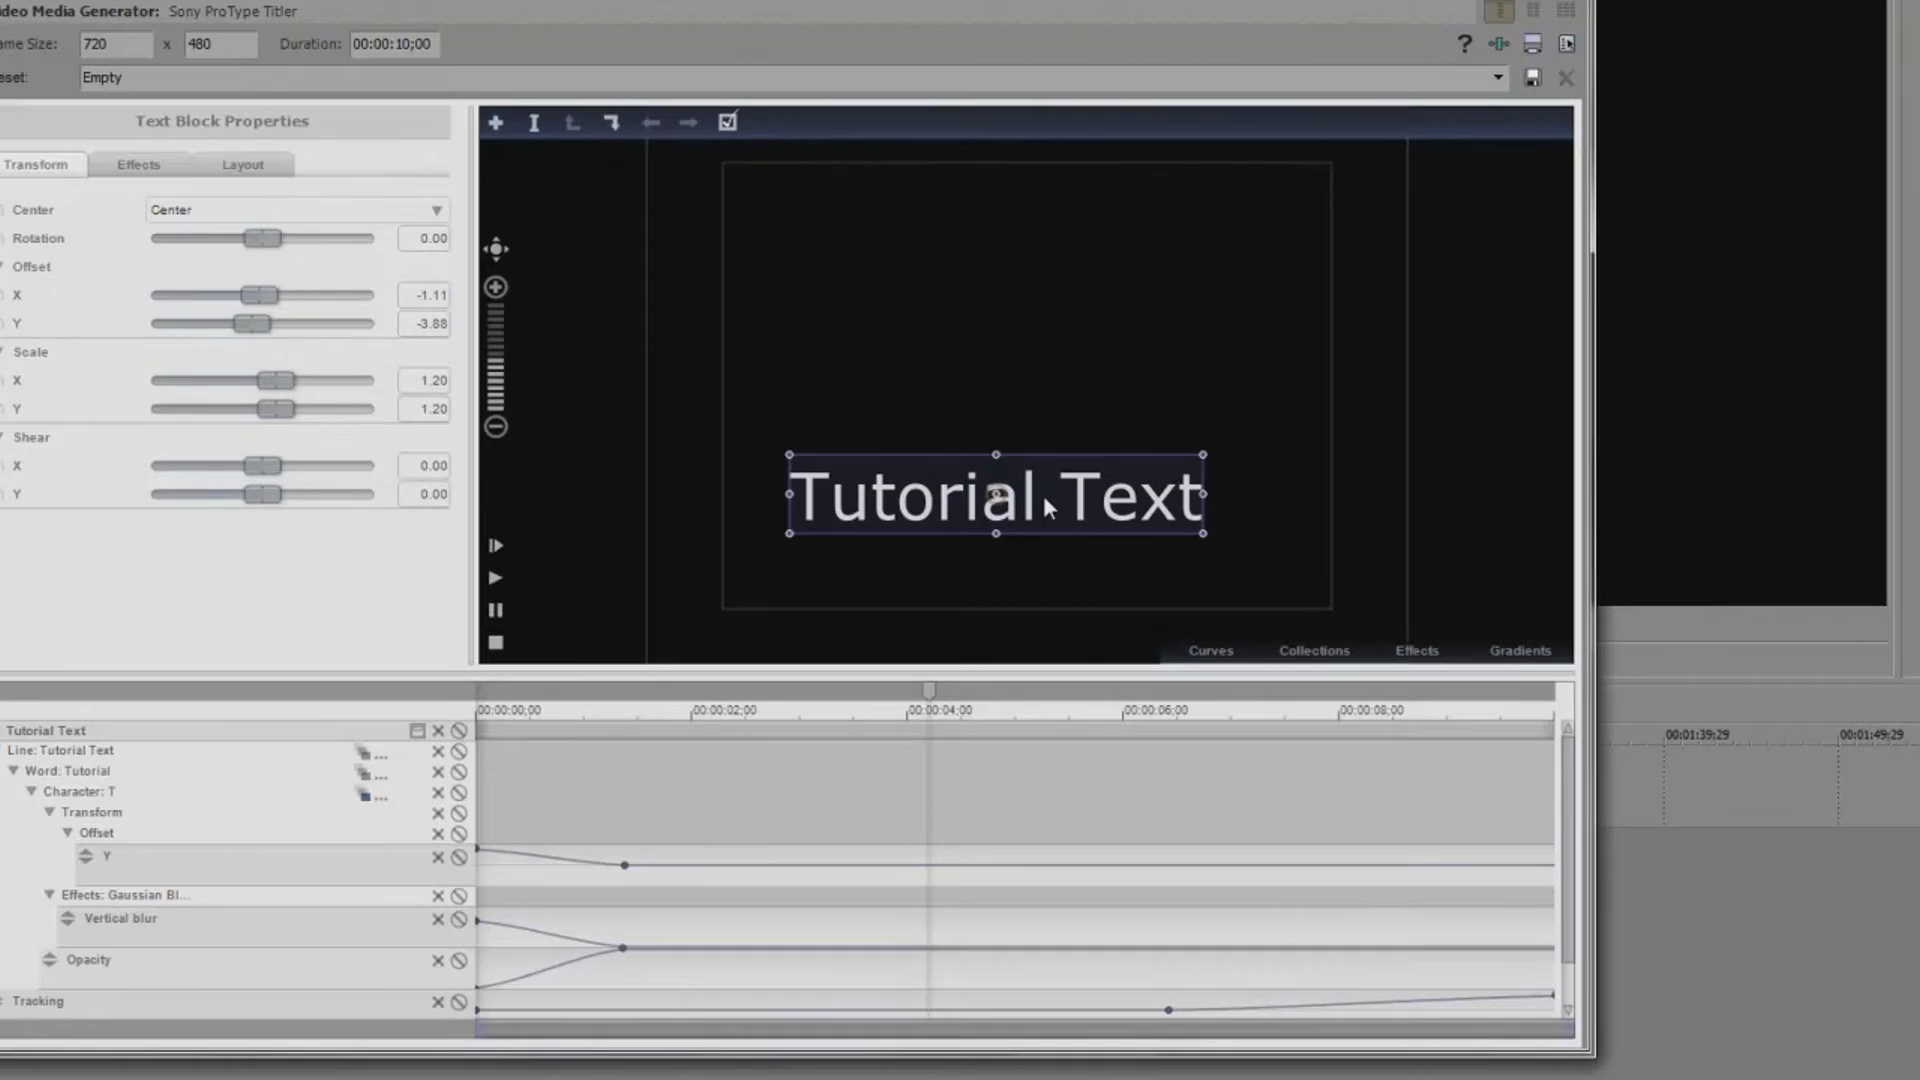 ideo Media Generator: Sony ProType Titler
ame Size: 720 x 480 Duration: 00:00:10;00
eset: Empty
Text Block Properties
Transform Effects Layout
Center Center
Rotation 0.00
Offset
X -1.11
Y -3.88
Scale
X 1.20
Y 1.20
Shear
X 0.00
Y 0.00
Tutorial Text
Curves Collections Effects Gradients
00:00:00;00 00:00:02;00 00:00:04;00 00:00:06;00 00:00:08;00
Tutorial Text
Line: Tutorial Text ...
Word: Tutorial ...
Character: T ...
Transform
Offset
Y
Effects: Gaussian Bl...
Vertical blur
Opacity
Tracking
00:01:39;29 00:01:49;29